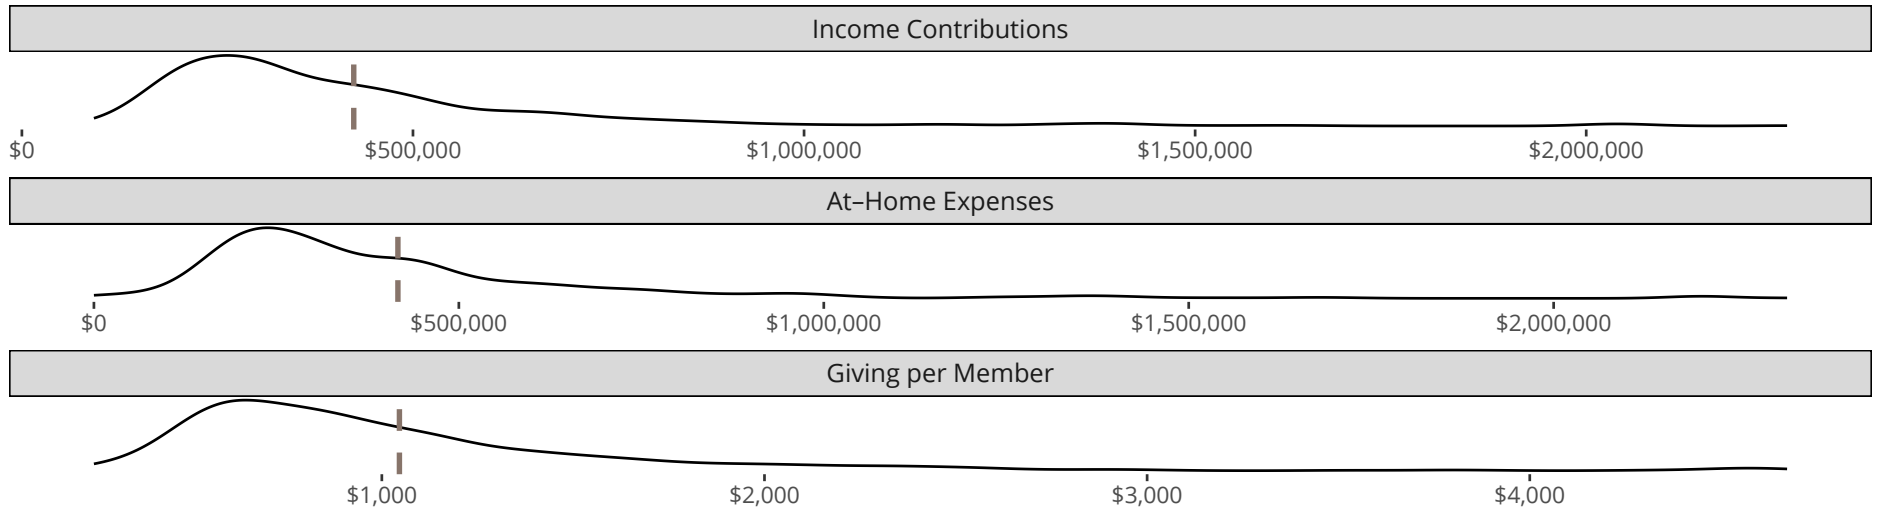 Income Contributions
$0 $500,000 $1,000,000 $1,500,000 $2,000,000
At–Home Expenses
$0 $500,000 $1,000,000 $1,500,000 $2,000,000
Giving per Member
$1,000 $2,000 $3,000 $4,000